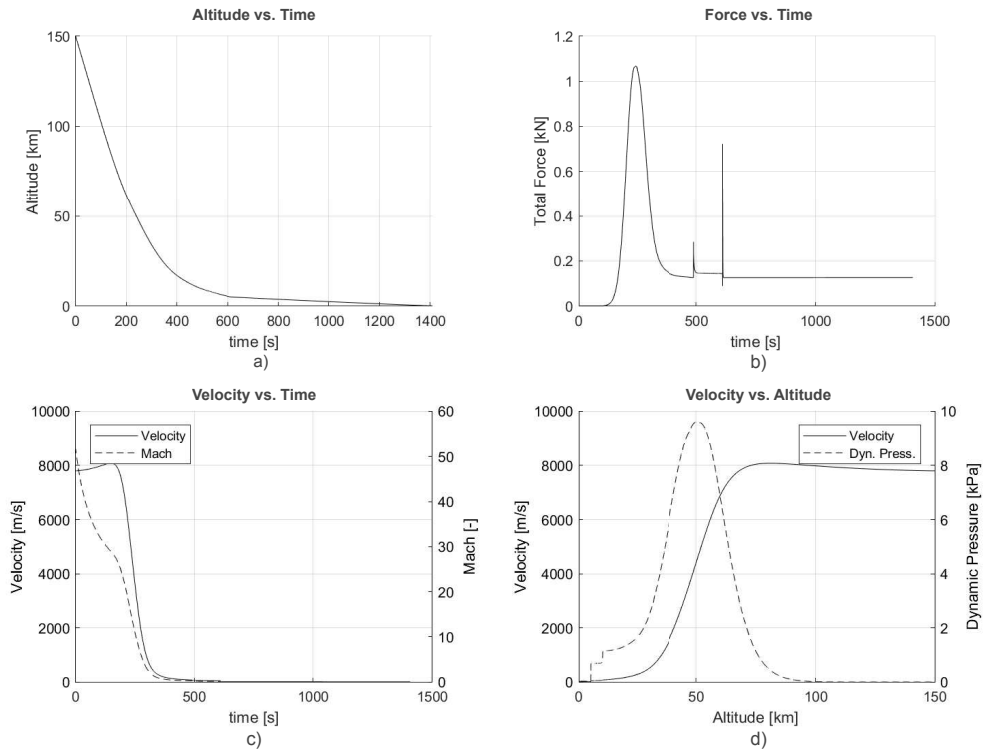 Altitude vs. Time
150
100
50
0
Altitude [km]
0 200 400 600 800 1000 1200 1400
time [s]
a)
Force vs. Time
1.2
1
0.8
0.6
0.4
0.2
0
Total Force [kN]
0 500 1000 1500
time [s]
b)
Velocity vs. Time
10000
8000
6000
4000
2000
0
Velocity [m/s]
Velocity
Mach
60
50
40
30
20
10
0
Mach [-]
0 500 1000 1500
time [s]
c)
Velocity vs. Altitude
10000
8000
6000
4000
2000
0
Velocity [m/s]
Velocity
Dyn. Press.
10
8
6
4
2
0
Dynamic Pressure [kPa]
0 50 100 150
Altitude [km]
d)